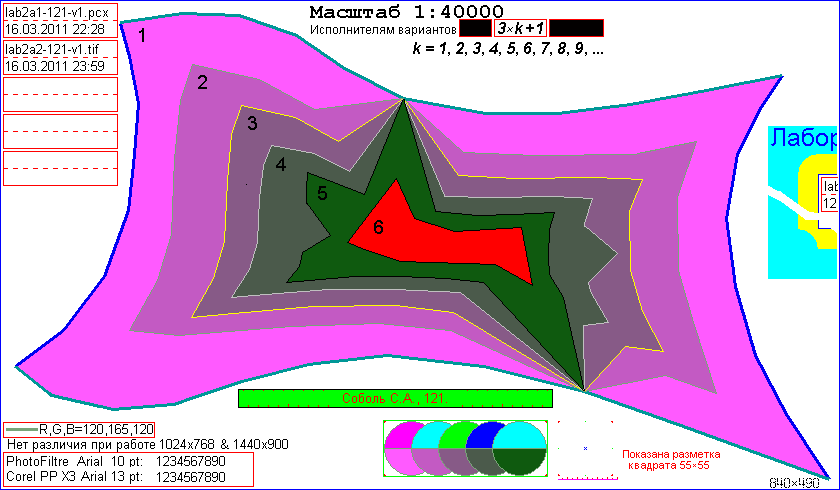 lab2a1-121-v1.pcx
16.03.2011 22:28
lab2a2-121-v1.tif
16.03.2011 23:59
Масштаб 1:40000
Исполнителям вариантов 3×k+1
k = 1, 2, 3, 4, 5, 6, 7, 8, 9, ...
1
2
3
4
5
6
Лабор
lab
12
Соболь С.А., 121.
R,G,B=120,165,120
Нет различия при работе 1024x768 & 1440x900
PhotoFiltre Arial 10 pt: 1234567890
Corel PP X3 Arial 13 pt: 1234567890
Показана разметка
квадрата 55×55
840×490